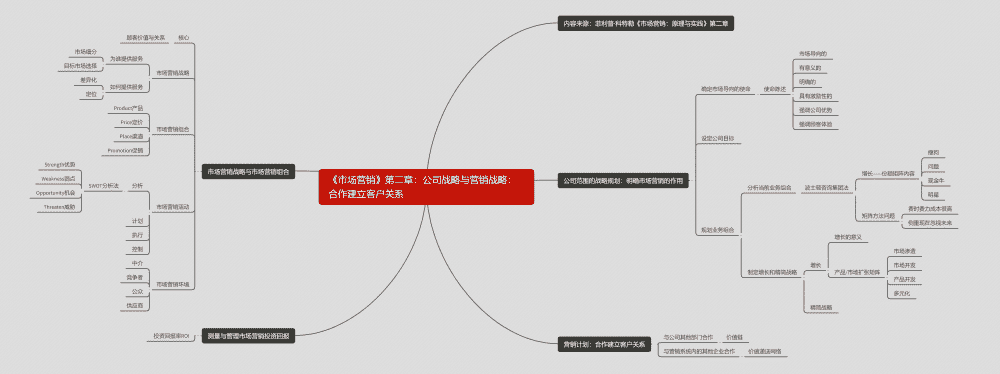 《市场营销》第二章：公司战略与营销战略：
合作建立客户关系
内容来源：菲利普·科特勒《市场营销：原理与实践》第二章
公司范围的战略规划：明确市场营销的作用
确定市场导向的使命
使命陈述
市场导向的
有意义的
明确的
具有激励性的
强调公司优势
强调顾客体验
设定公司目标
规划业务组合
分析当前业务组合
波士顿咨询集团法
增长——份额矩阵内容
瘦狗
问题
现金牛
明星
矩阵方法问题
费时费力成本很高
侧重现在忽视未来
制定增长和精简战略
增长
增长的意义
产品/市场扩张矩阵
市场渗透
市场开发
产品开发
多元化
精简战略
营销计划：合作建立客户关系
与公司其他部门合作
价值链
与营销系统内的其他企业合作
价值递送网络
市场营销战略与市场营销组合
核心
顾客价值与关系
市场营销战略
为谁提供服务
市场细分
目标市场选择
如何提供服务
差异化
定位
市场营销组合
Product产品
Price定价
Place渠道
Promotion促销
市场营销活动
分析
SWOT分析法
Strength优势
Weakness弱点
Opportunity机会
Threaten威胁
计划
执行
控制
市场营销环境
中介
竞争者
公众
供应商
测量与管理市场营销投资回报
投资回报率ROI